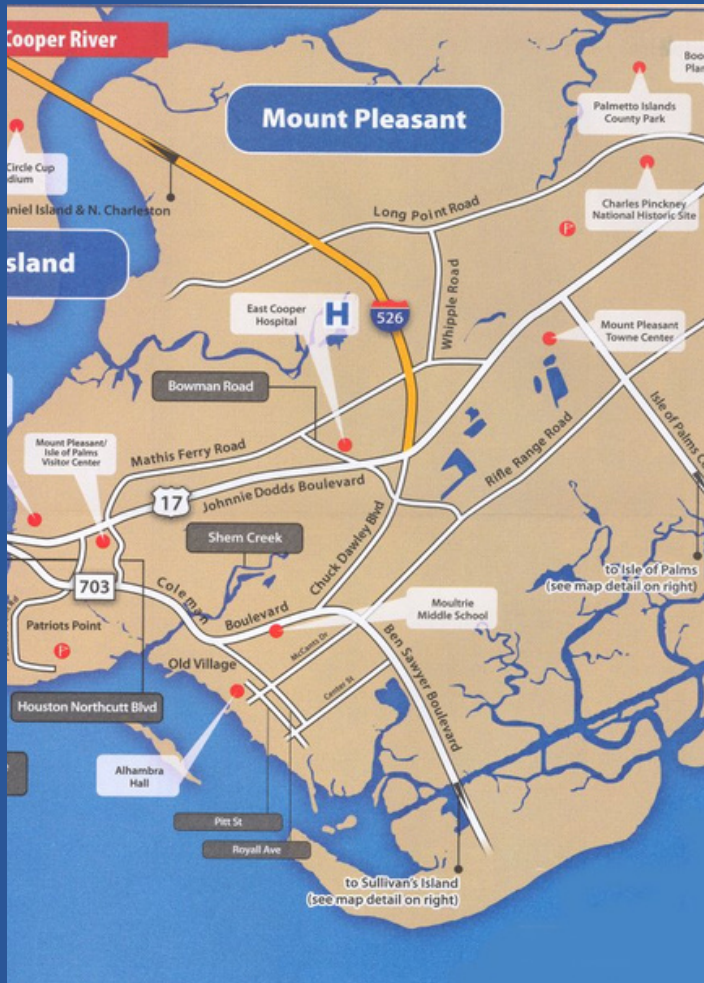 Cooper River
Mount Pleasant
Palmetto Islands
County Park
Circle Cup
Charles Pinckney
National Historic Site
Long Point Road
aniel Island & N. Charleston
sland
Whipple Road
East Cooper
Hospital
H
526
Mount Pleasant
Towne Center
Bowman Road
Isle of Palms
Mount Pleasant/
Isle of Palms
Visitor Center
Mathis Ferry Road
Rifle Range Road
17
Johnnie Dodds Boulevard
Shem Creek
Chuck Dawley Blvd
to Isle of Palms
(see map detail on right)
703
Coleman
Boulevard
Moultrie
Middle School
Patriots Point
McCants Dr
Old Village
Ben Sawyer Boulevard
Center St
Houston Northcutt Blvd
Alhambra
Hall
Pitt St
Royall Ave
to Sullivan's Island
(see map detail on right)